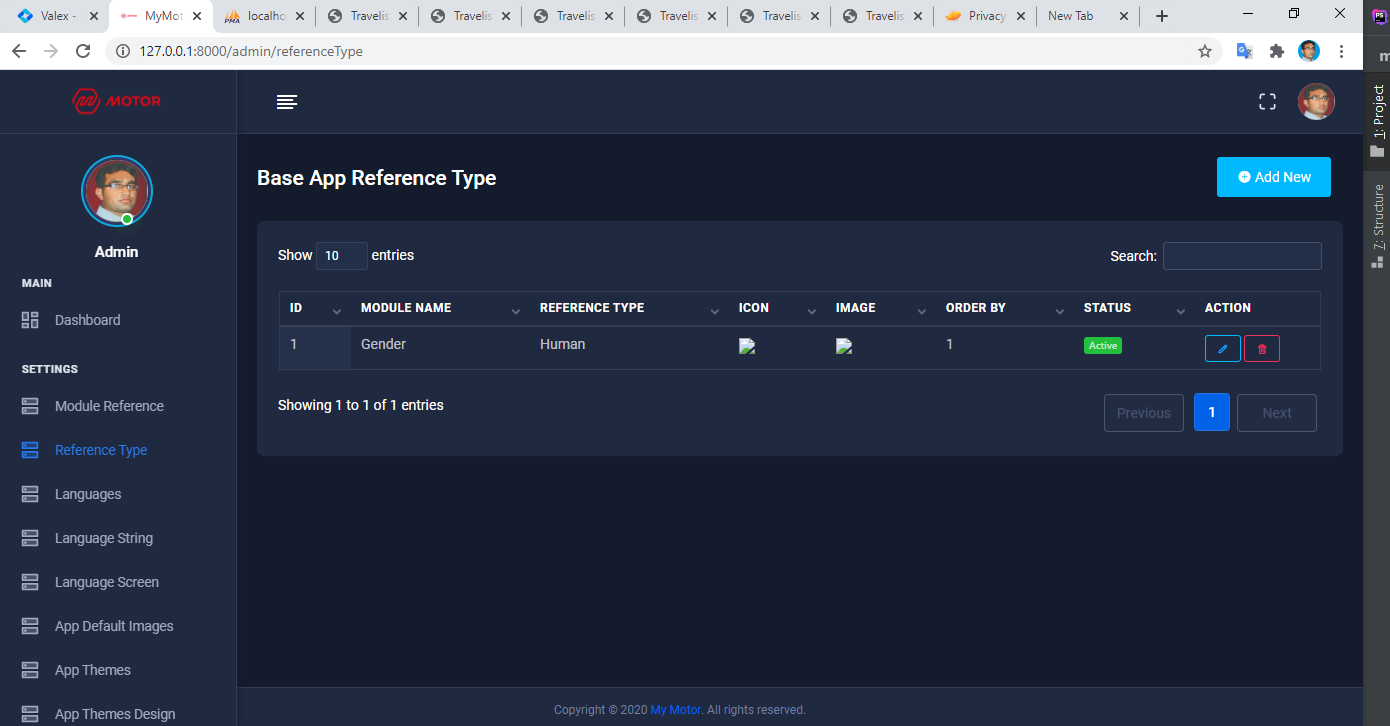 Valex -
MyMot
localho
Travelis
Travelis
Travelis
Travelis
Travelis
Travelis
Privacy
New Tab
127.0.0.1:8000/admin/referenceType
PS
PMA
m
1: Project
7: Structure
MOTOR
Admin
MAIN
Dashboard
SETTINGS
Module Reference
Reference Type
Languages
Language String
Language Screen
App Default Images
App Themes
App Themes Design
Base App Reference Type
Add New
Show 10 entries
Search:
ID MODULE NAME REFERENCE TYPE ICON IMAGE ORDER BY STATUS ACTION
1 Gender Human 1 Active
Showing 1 to 1 of 1 entries
Previous 1 Next
Copyright © 2020 My Motor. All rights reserved.